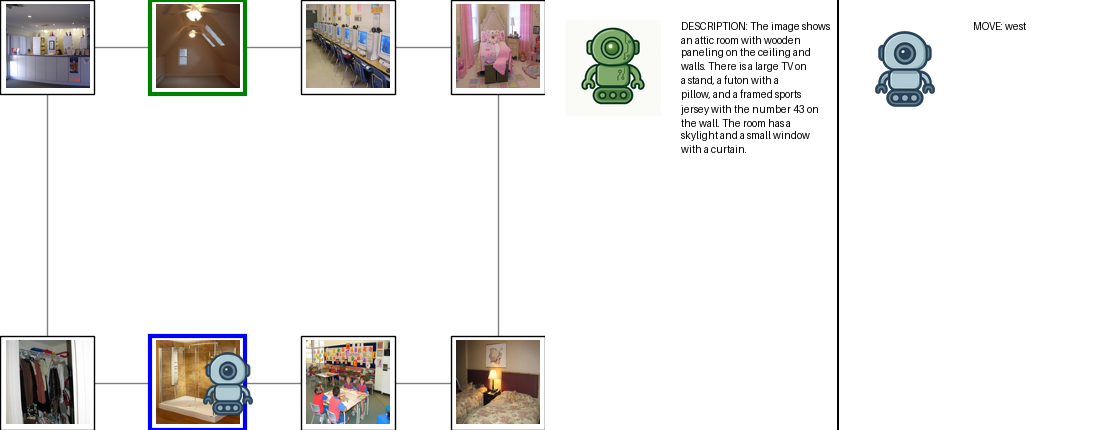 DESCRIPTION: The image shows
an attic room with wooden
paneling on the ceiling and
walls. There is a large TV on
a stand, a futon with a
pillow, and a framed sports
jersey with the number 43 on
the wall. The room has a
skylight and a small window
with a curtain.
MOVE: west